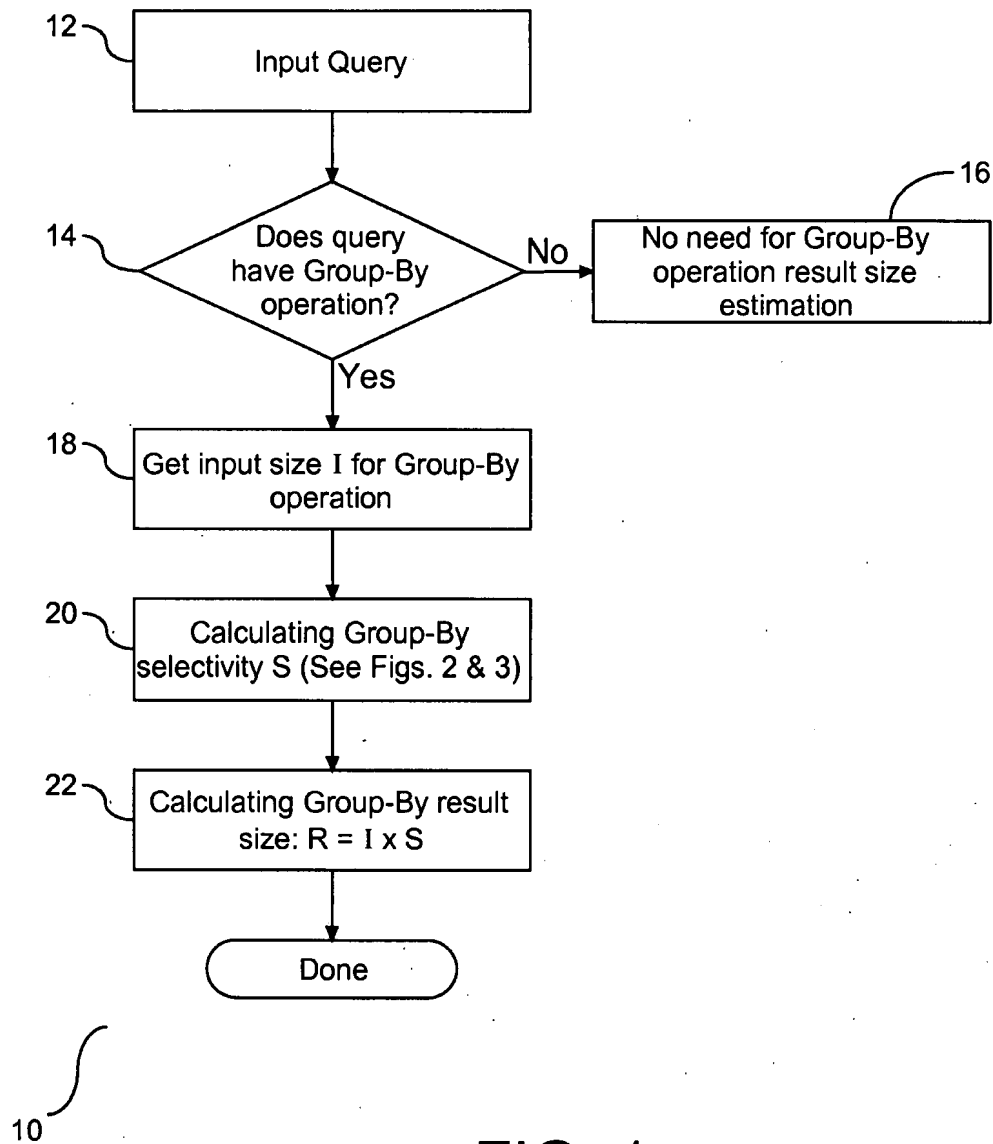 12
Input Query
16
14
Does query
have Group-By
operation?
No
No need for Group-By
operation result size
estimation
Yes
18
Get input size I for Group-By
operation
20
Calculating Group-By
selectivity S (See Figs. 2 & 3)
22
Calculating Group-By result
size: R = I x S
Done
10